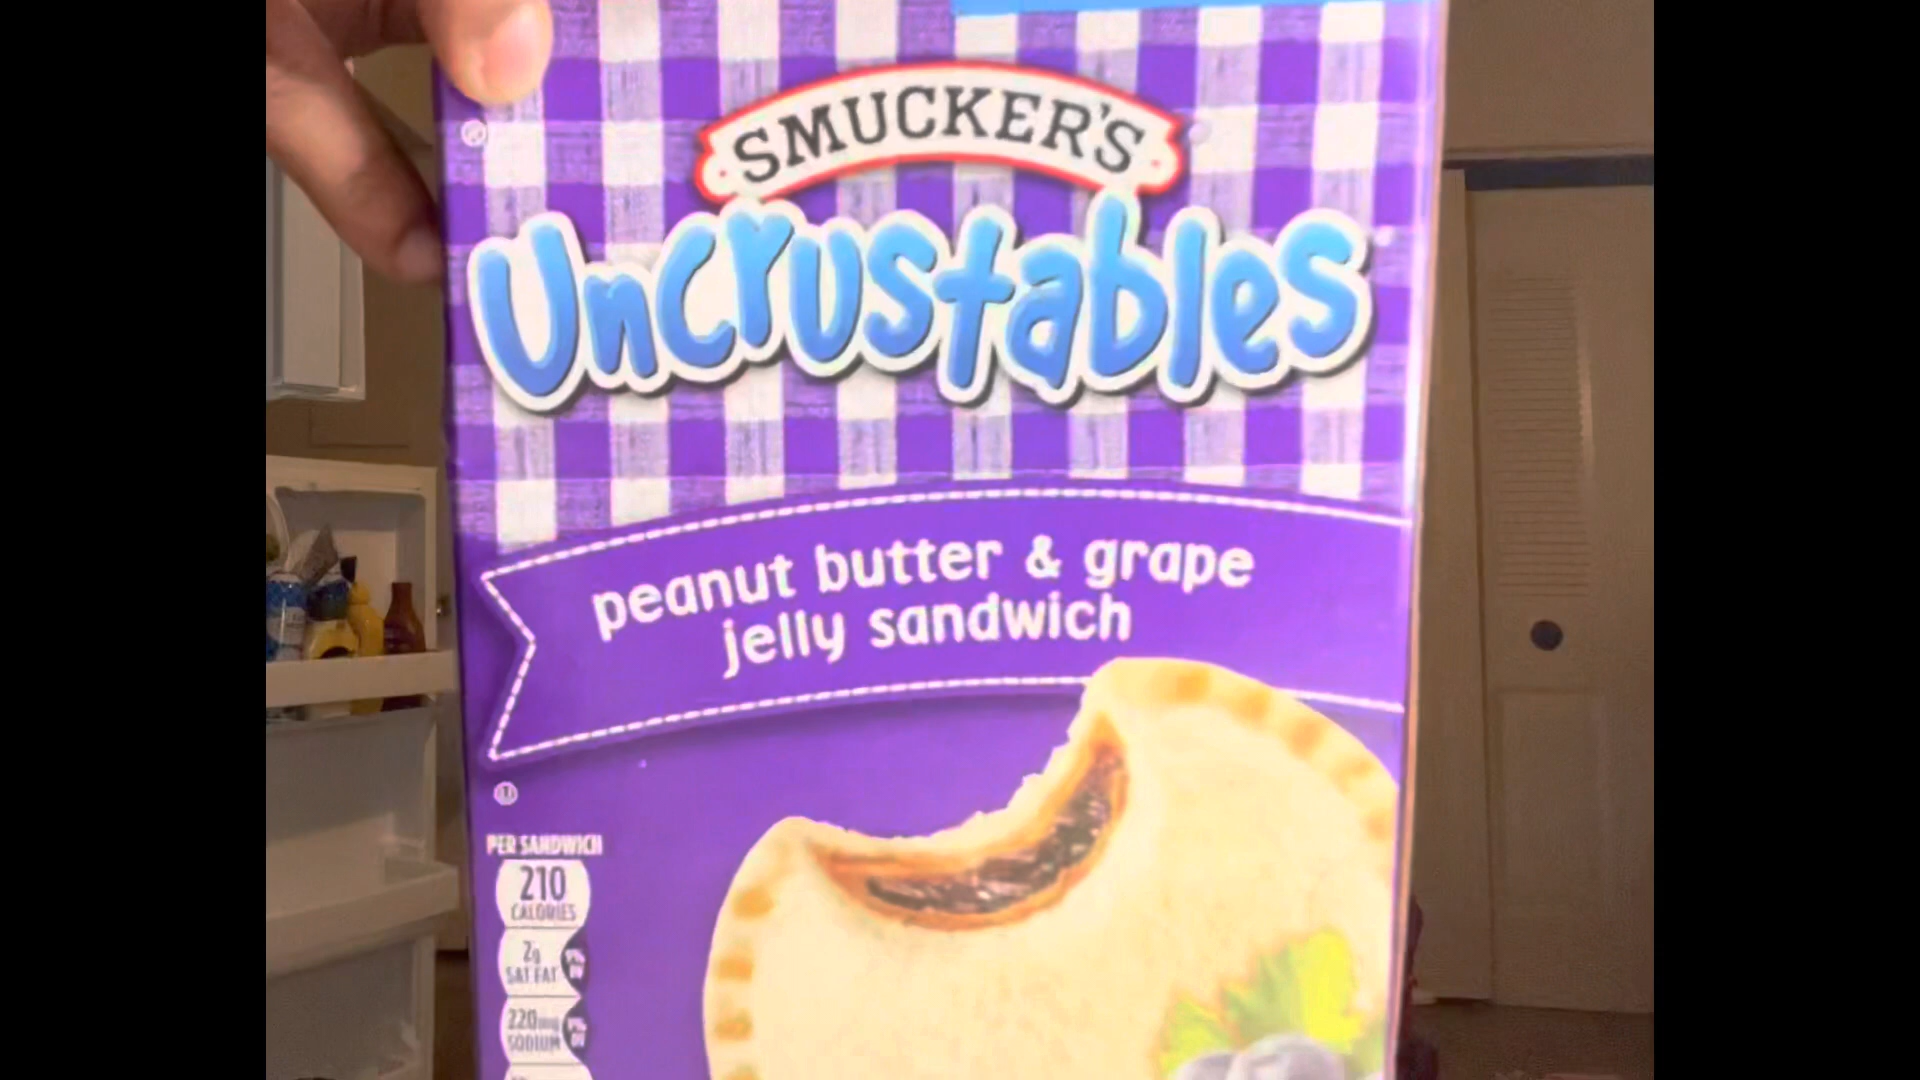 SMUCKER'S
Uncrustables
peanut butter & grape
jelly sandwich
PER SANDWICH
210
CALORIES
2g
SAT FAT
220mg
SODIUM